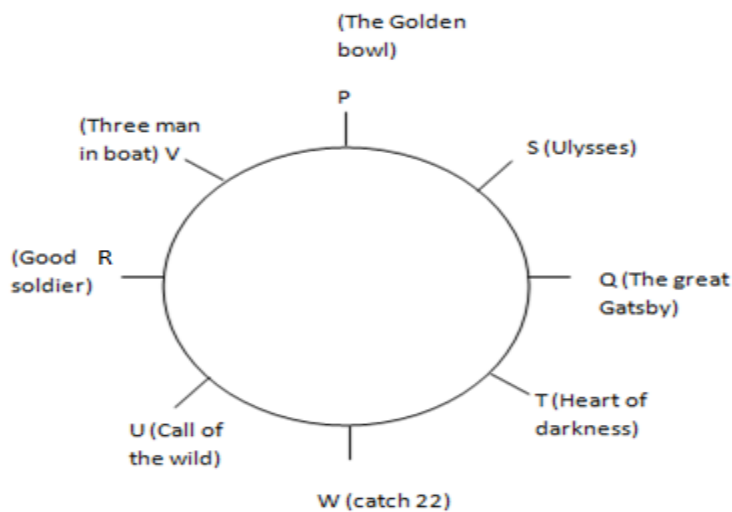 (The Golden
bowl)
P
(Three man
in boat) V
S (Ulysses)
(Good R
soldier)
Q (The great
Gatsby)
U (Call of
the wild)
T (Heart of
darkness)
W (catch 22)